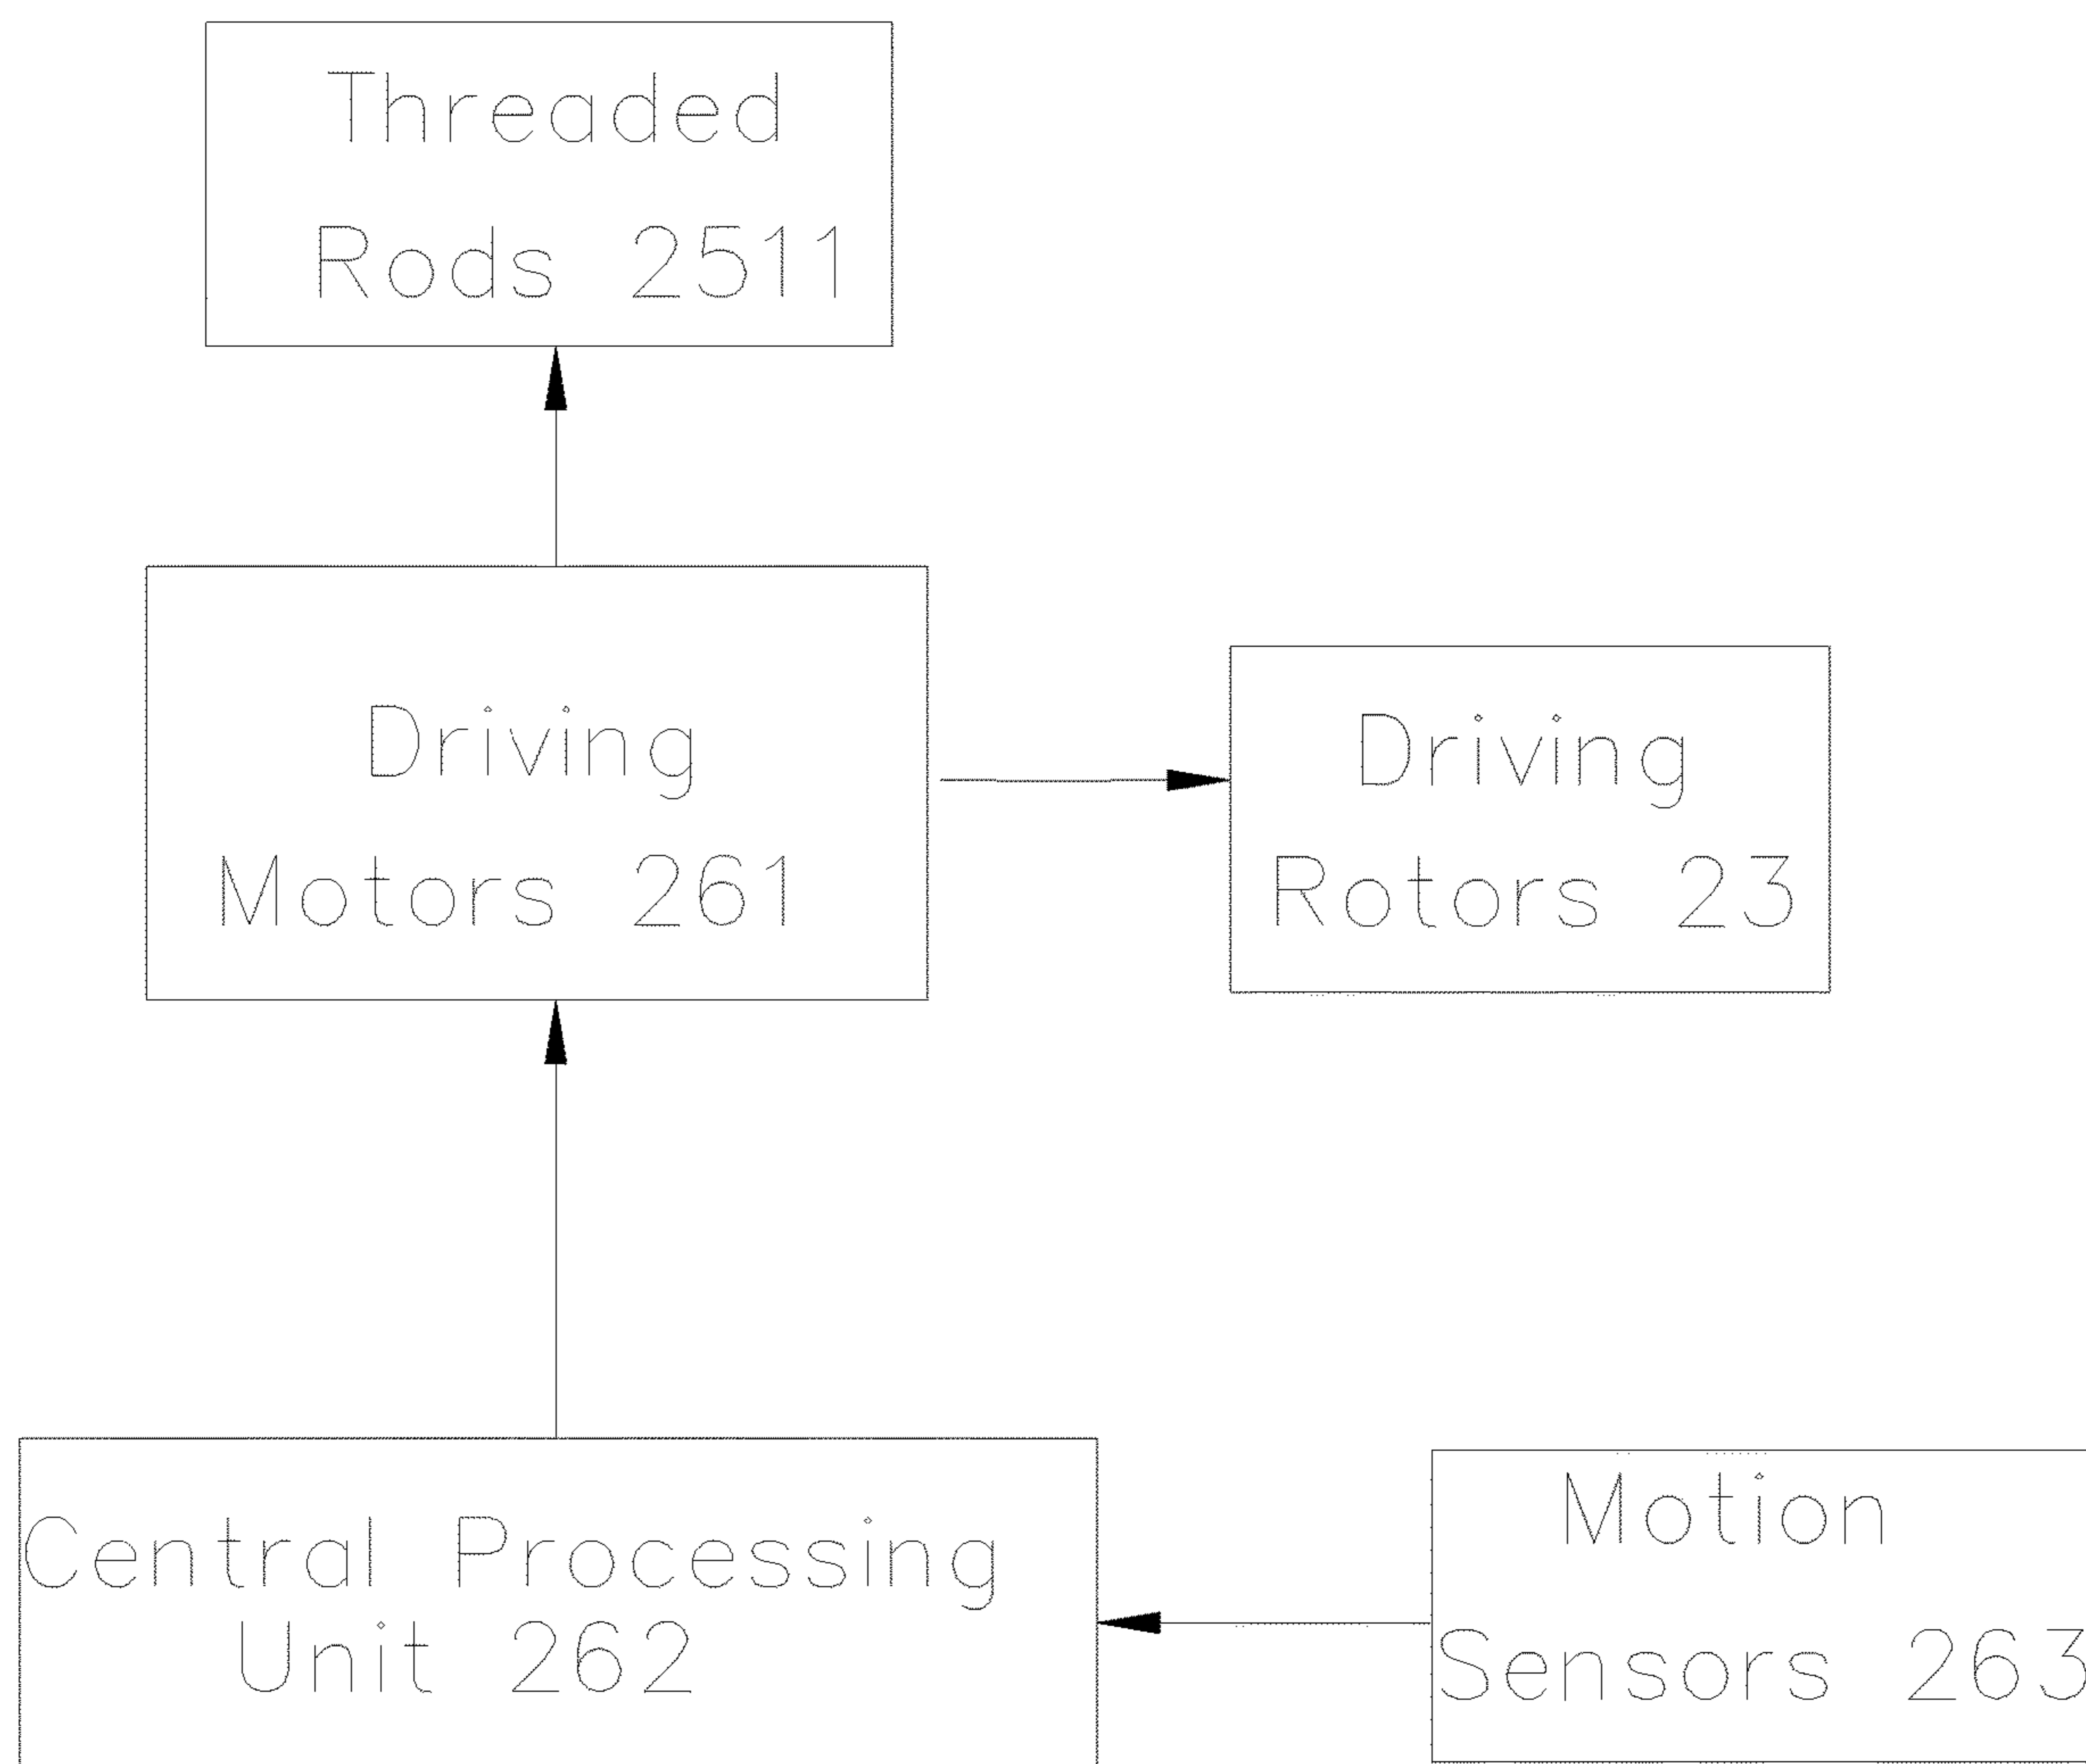 Threaded
Rods 2511
Driving
Motors 261
Driving
Rotors 23
Central Processing
Unit 262
Motion
Sensors 263